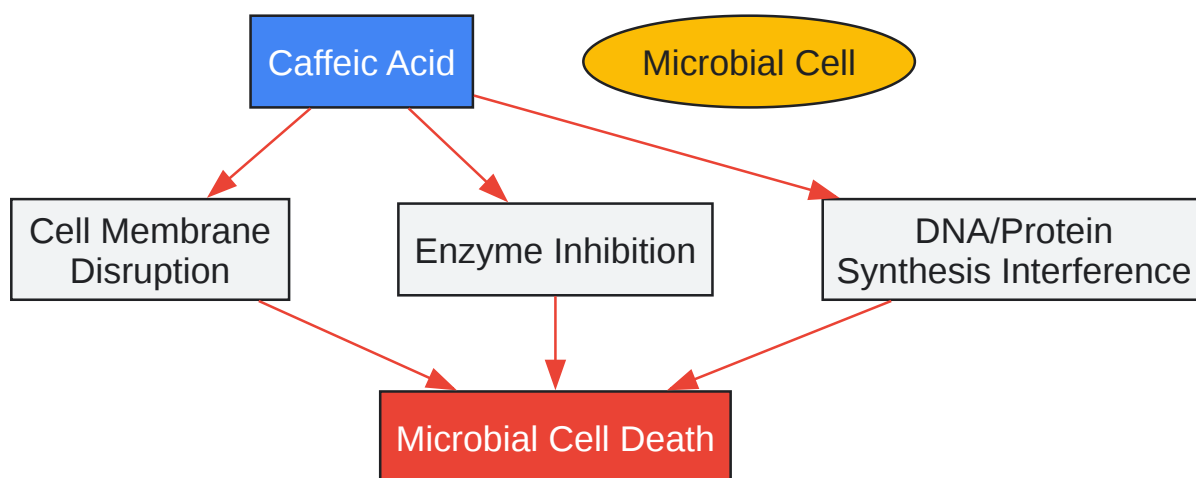 Caffeic Acid
Microbial Cell
Cell Membrane
Disruption
Enzyme Inhibition
DNA/Protein
Synthesis Interference
Microbial Cell Death